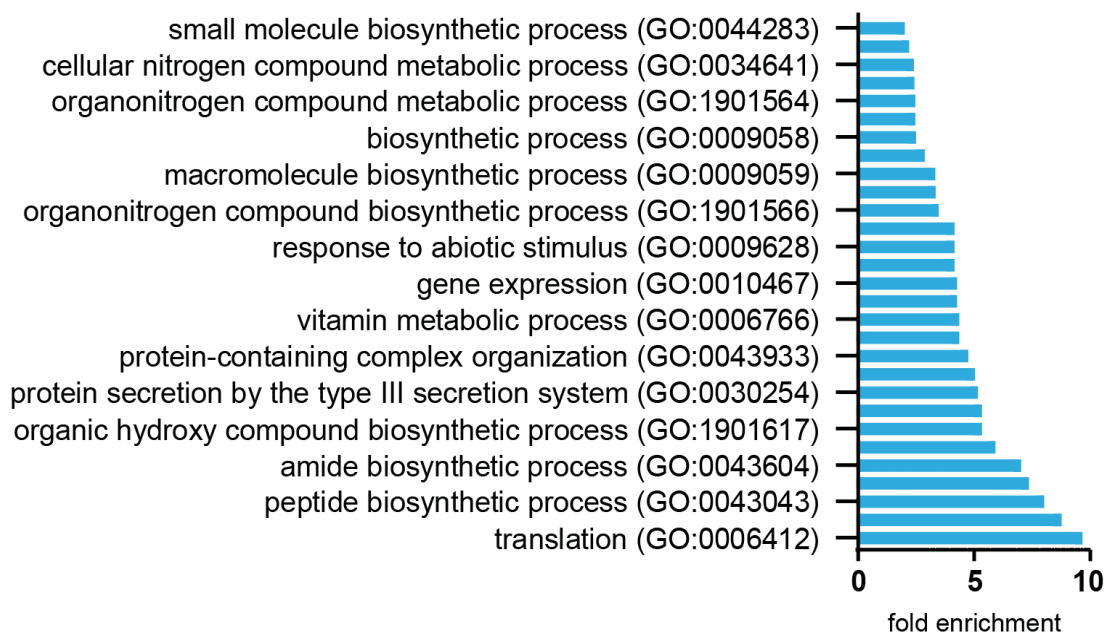 small molecule biosynthetic process (GO:0044283)
cellular nitrogen compound metabolic process (GO:0034641)
organonitrogen compound metabolic process (GO:1901564)
biosynthetic process (GO:0009058)
macromolecule biosynthetic process (GO:0009059)
organonitrogen compound biosynthetic process (GO:1901566)
response to abiotic stimulus (GO:0009628)
gene expression (GO:0010467)
vitamin metabolic process (GO:0006766)
protein-containing complex organization (GO:0043933)
protein secretion by the type III secretion system (GO:0030254)
organic hydroxy compound biosynthetic process (GO:1901617)
amide biosynthetic process (GO:0043604)
peptide biosynthetic process (GO:0043043)
translation (GO:0006412)
0 5 10
fold enrichment